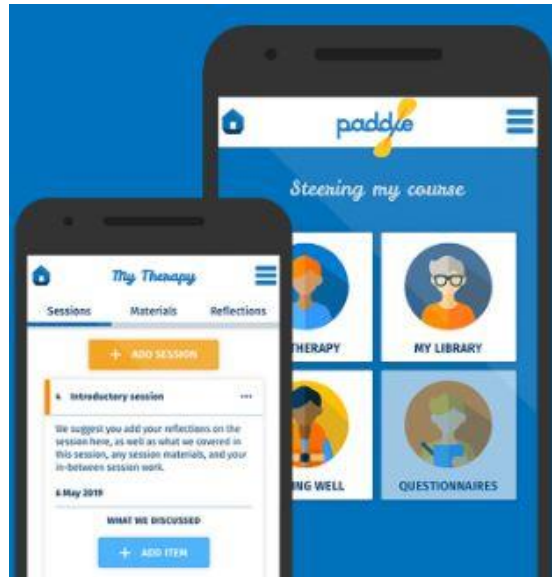 paddle
Steering my course
THERAPY
MY LIBRARY
NG WELL
QUESTIONNAIRES
My Therapy
Sessions Materials Reflections
+ ADD SESSION
Introductory session ...
We suggest you add your reflections on the
session here, as well as what we covered in
this session, any session materials, and your
in-between session work.
6 May 2019
WHAT WE DISCUSSED
+ ADD ITEM